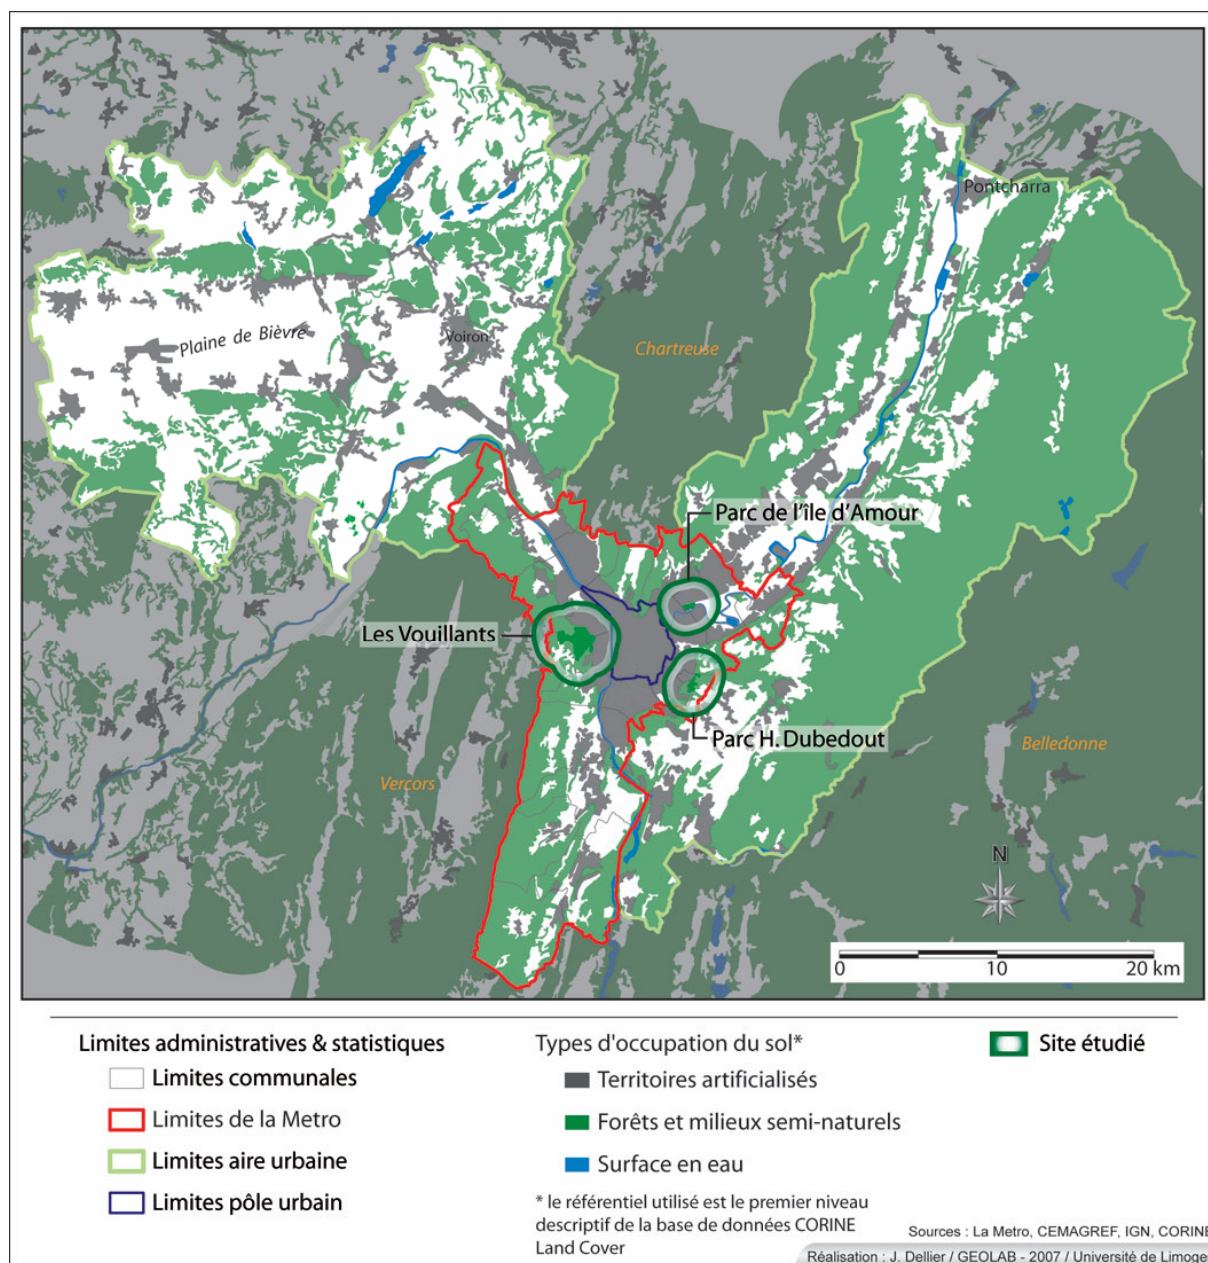 Pontcharra
Plaine de Bièvre
Voiron
Chartreuse
Parc de l'île d'Amour
Les Vouillants
Parc H. Dubedout
Vercors
Belledonne
N
0 10 20 km
Limites administratives & statistiques
Limites communales
Limites de la Metro
Limites aire urbaine
Limites pôle urbain
Types d'occupation du sol*
Territoires artificialisés
Forêts et milieux semi-naturels
Surface en eau
* le référentiel utilisé est le premier niveau
descriptif de la base de données CORINE
Land Cover
Site étudié
Sources : La Metro, CEMAGREF, IGN, CORINE
Réalisation : J. Dellier / GEOLAB - 2007 / Université de Limoges